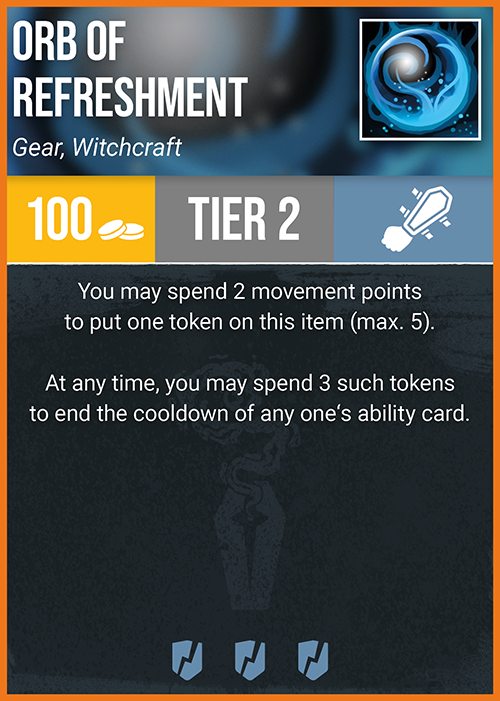 ORB OF
REFRESHMENT
Gear, Witchcraft
100
TIER 2
You may spend 2 movement points
to put one token on this item (max. 5).
At any time, you may spend 3 such tokens
to end the cooldown of any one‘s ability card.